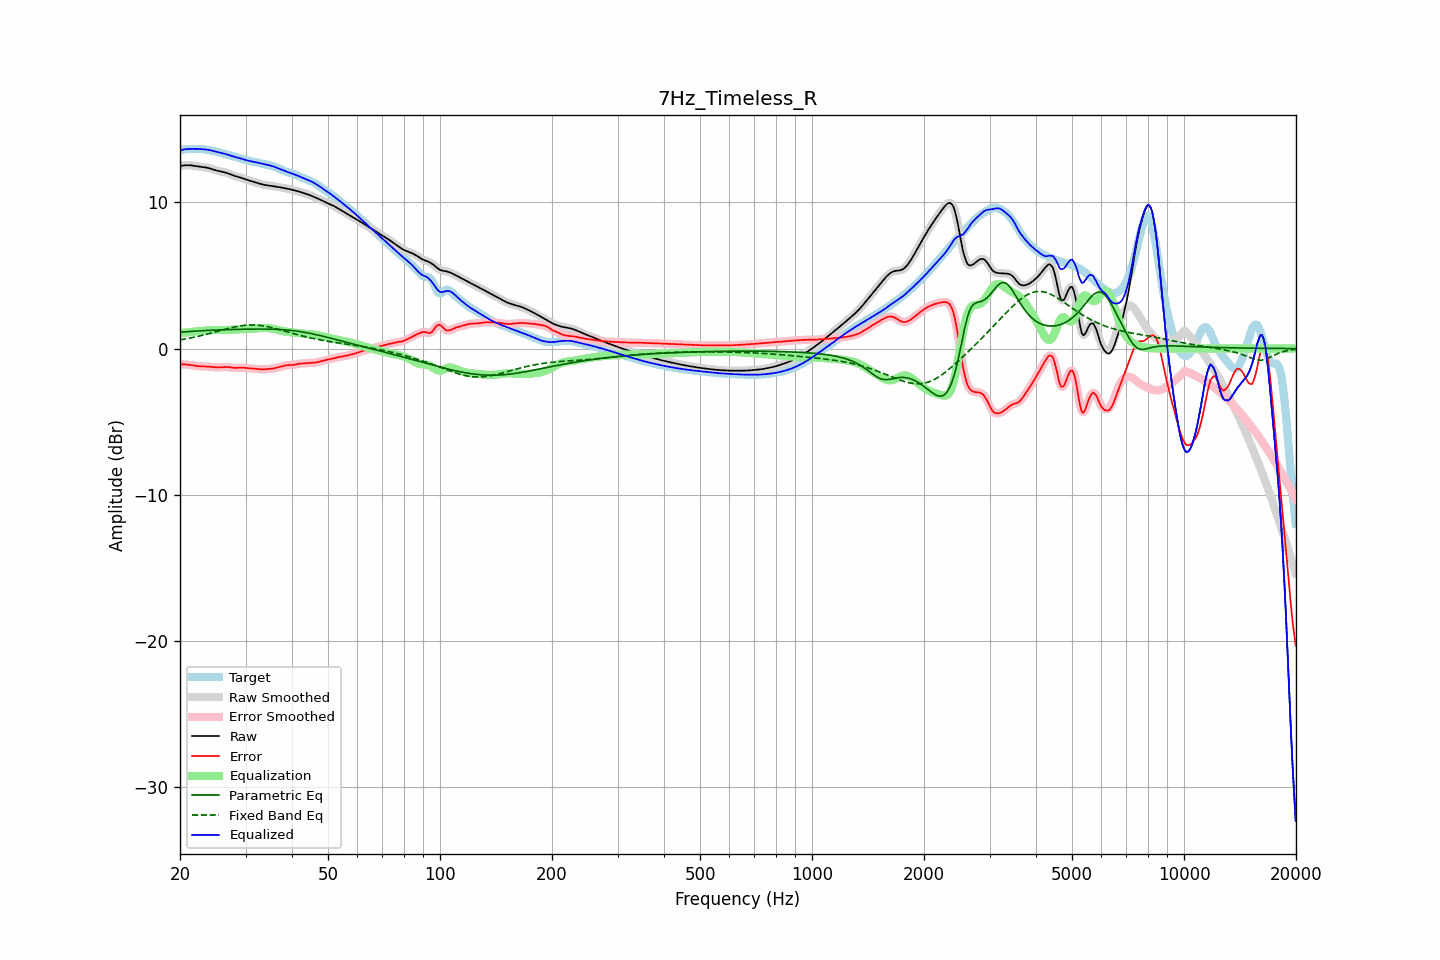 7Hz_Timeless_R
Amplitude (dBr)
10
0
−10
−20
−30
Target
Raw Smoothed
Error Smoothed
Raw
Error
Equalization
Parametric Eq
Fixed Band Eq
Equalized
20 50 100 200 500 1000 2000 5000 10000 20000
Frequency (Hz)